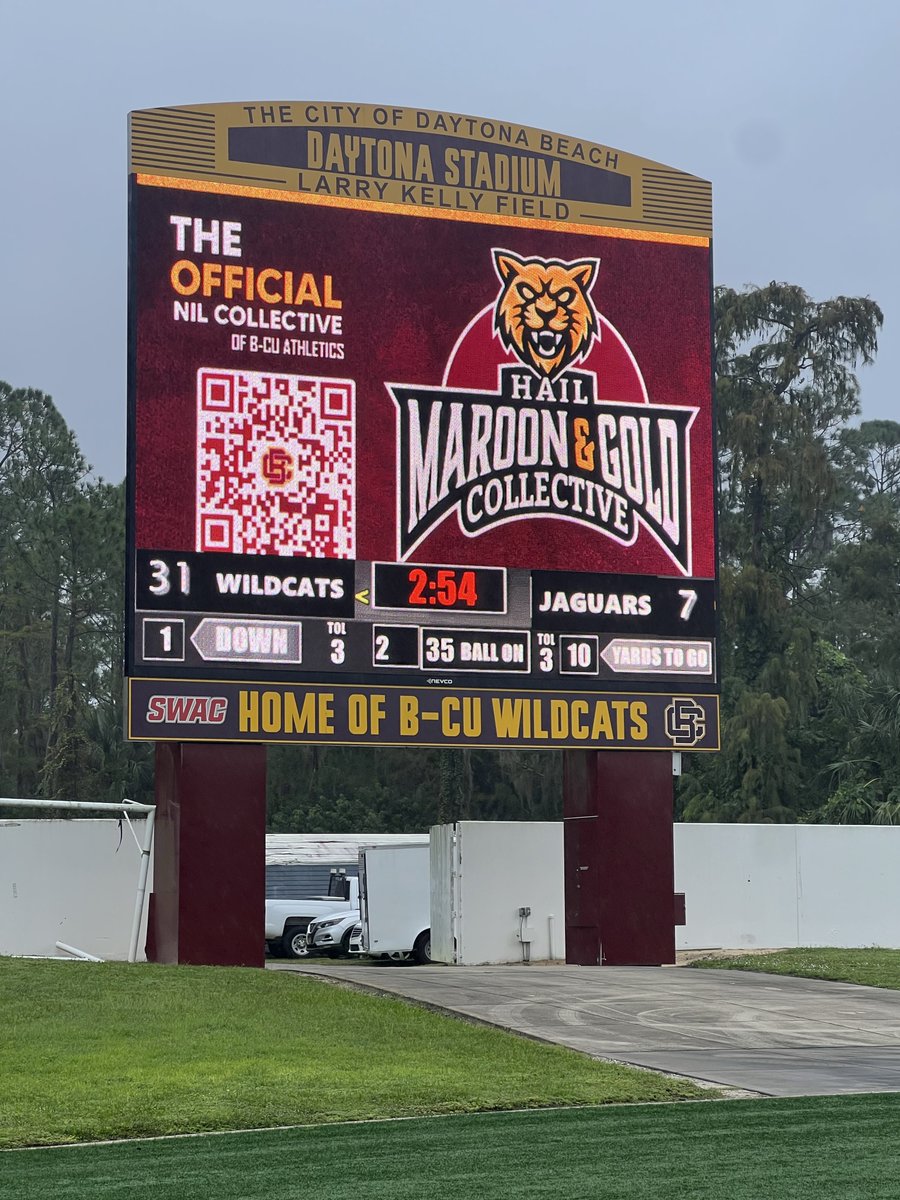 THE CITY OF DAYTONA BEACH
DAYTONA STADIUM
LARRY KELLY FIELD
THE
OFFICIAL
NIL COLLECTIVE
OF B-CU ATHLETICS
HAIL
MAROON & GOLD
COLLECTIVE
31 WILDCATS < 2:54 JAGUARS 7
1 DOWN TOL 3 2 35 BALL ON TOL 3 10 YARDS TO GO
NEVCO
SWAC HOME OF B-CU WILDCATS BC